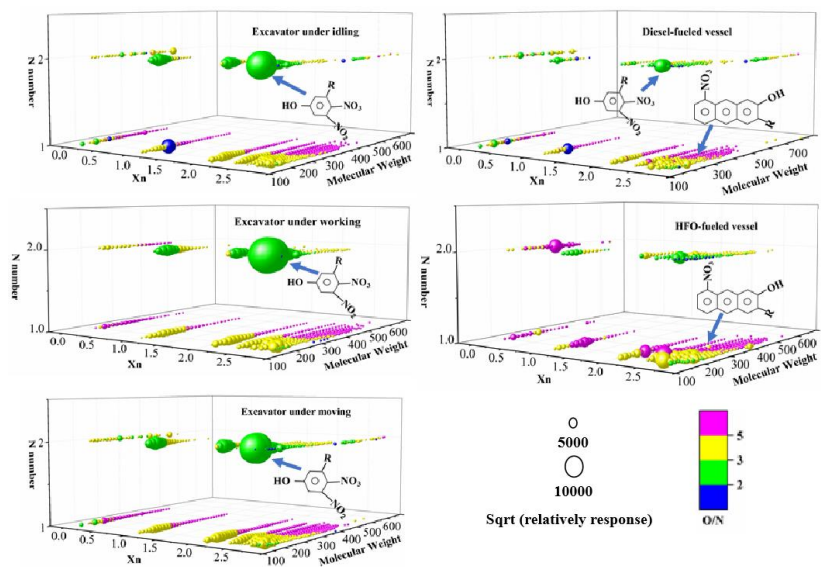 Excavator under idling
N number
2
1
0.0
0.5
1.0
1.5
2.0
2.5
Xn
100
200
300
400
500
600
Molecular Weight
R
HO
NO₃
NO₂
Diesel-fueled vessel
2
1
0.0
0.5
1.0
1.5
2.0
2.5
Xn
100
300
500
700
Molecular Weight
R
HO
NO₃
NO₂
NO₃
OH
R
Excavator under working
N number
2.0
1.0
0.0
0.5
1.0
1.5
2.0
2.5
Xn
100
200
300
400
500
600
Molecular Weight
R
HO
NO₃
NO₂
HFO-fueled vessel
N number
2.0
1.0
0.0
0.5
1.0
1.5
2.0
2.5
Xn
100
200
300
400
500
600
Molecular Weight
NO₃
OH
R
Excavator under moving
N number
2
1
0.0
0.5
1.0
1.5
2.0
2.5
Xn
100
200
300
400
500
600
Molecular Weight
R
HO
NO₃
NO₂
5000
10000
Sqrt (relatively response)
5
3
2
O/N